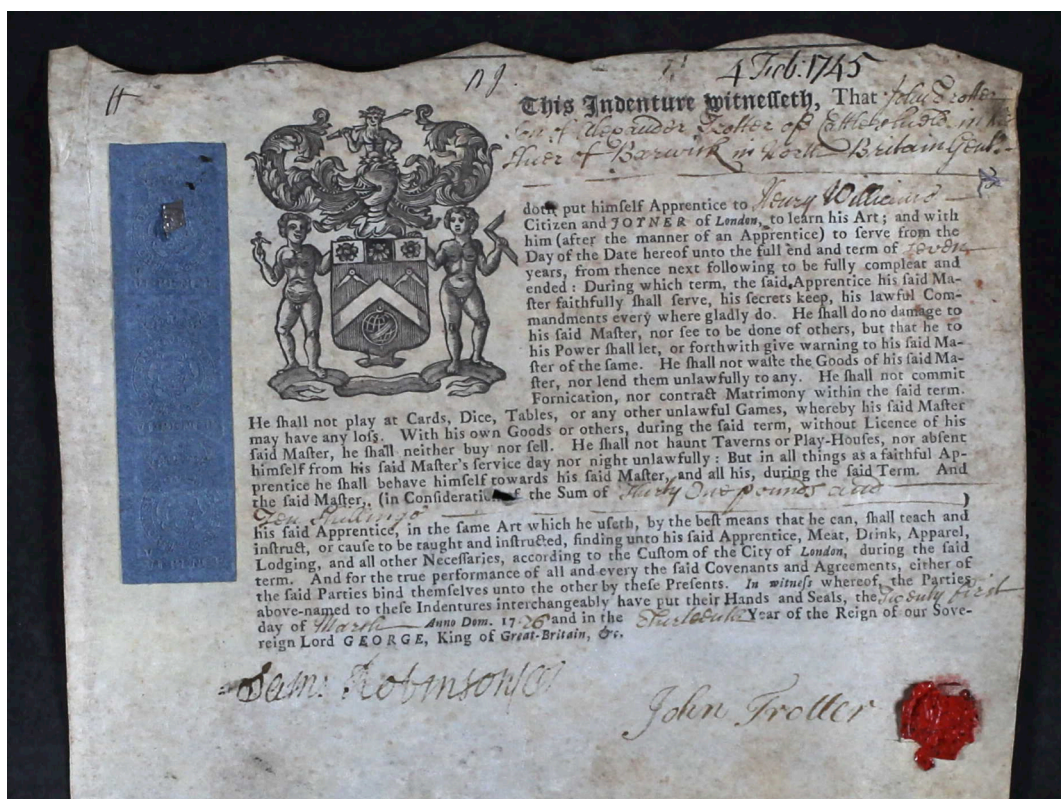 4 Feb: 1745
This Indenture witnesseth, That John Trotter
Son of Alexander Trotter of in the
Shier of Barwick in North Britain Gent:
doth put himself Apprentice to Henry Williams
Citizen and JOYNER of London, to learn his Art; and with
him (after the manner of an Apprentice) to serve from the
Day of the Date hereof unto the full end and term of seven
years, from thence next following to be fully compleat and
ended: During which term, the said Apprentice his said Ma-
ster faithfully shall serve, his secrets keep, his lawful Com-
mandments every where gladly do. He shall do no damage to
his said Master, nor see to be done of others, but that he to
his Power shall let, or forthwith give warning to his said Ma-
ster of the same. He shall not waste the Goods of his said Ma-
ster, nor lend them unlawfully to any. He shall not commit
Fornication, nor contract Matrimony within the said term.
He shall not play at Cards, Dice, Tables, or any other unlawful Games, whereby his said Master
may have any loss. With his own Goods or others, during the said term, without Licence of his
said Master, he shall neither buy nor sell. He shall not haunt Taverns or Play-Houses, nor absent
himself from his said Master's service day nor night unlawfully: But in all things as a faithful Ap-
prentice he shall behave himself towards his said Master, and all his, during the said Term. And
the said Master, (in Consideration of the Sum of Thirty One pounds and
Ten Shillings )
his said Apprentice, in the same Art which he useth, by the best means that he can, shall teach and
instruct, or cause to be taught and instructed, finding unto his said Apprentice, Meat, Drink, Apparel,
Lodging, and all other Necessaries, according to the Custom of the City of London, during the said
term. And for the true performance of all and every the said Covenants and Agreements, either of
the said Parties bind themselves unto the other by these Presents. In witness whereof, the Parties
above-named to these Indentures interchangeably have put their Hands and Seals, the Twenty first
day of March Anno Dom. 17 and in the Year of the Reign of our Sove-
reign Lord GEORGE, King of Great-Britain, &c.
Sam: Robinson
John Trotter